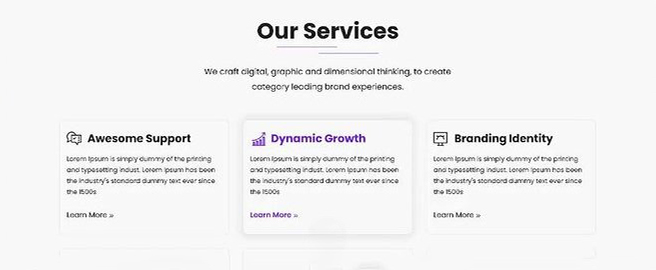 Our Services
We craft digital, graphic and dimensional thinking, to create
category leading brand experiences.
Awesome Support
Lorem Ipsum is simply dummy of the printing
and typesetting indust. Lorem Ipsum has been
the industry's standard dummy text ever since
the 1500s
Learn More »
Dynamic Growth
Lorem Ipsum is simply dummy of the printing
and typesetting indust. Lorem Ipsum has been
the industry's standard dummy text ever since
the 1500s
Learn More »
Branding Identity
Lorem Ipsum is simply dummy of the printing
and typesetting indust. Lorem Ipsum has been
the industry's standard dummy text ever since
the 1500s
Learn More »